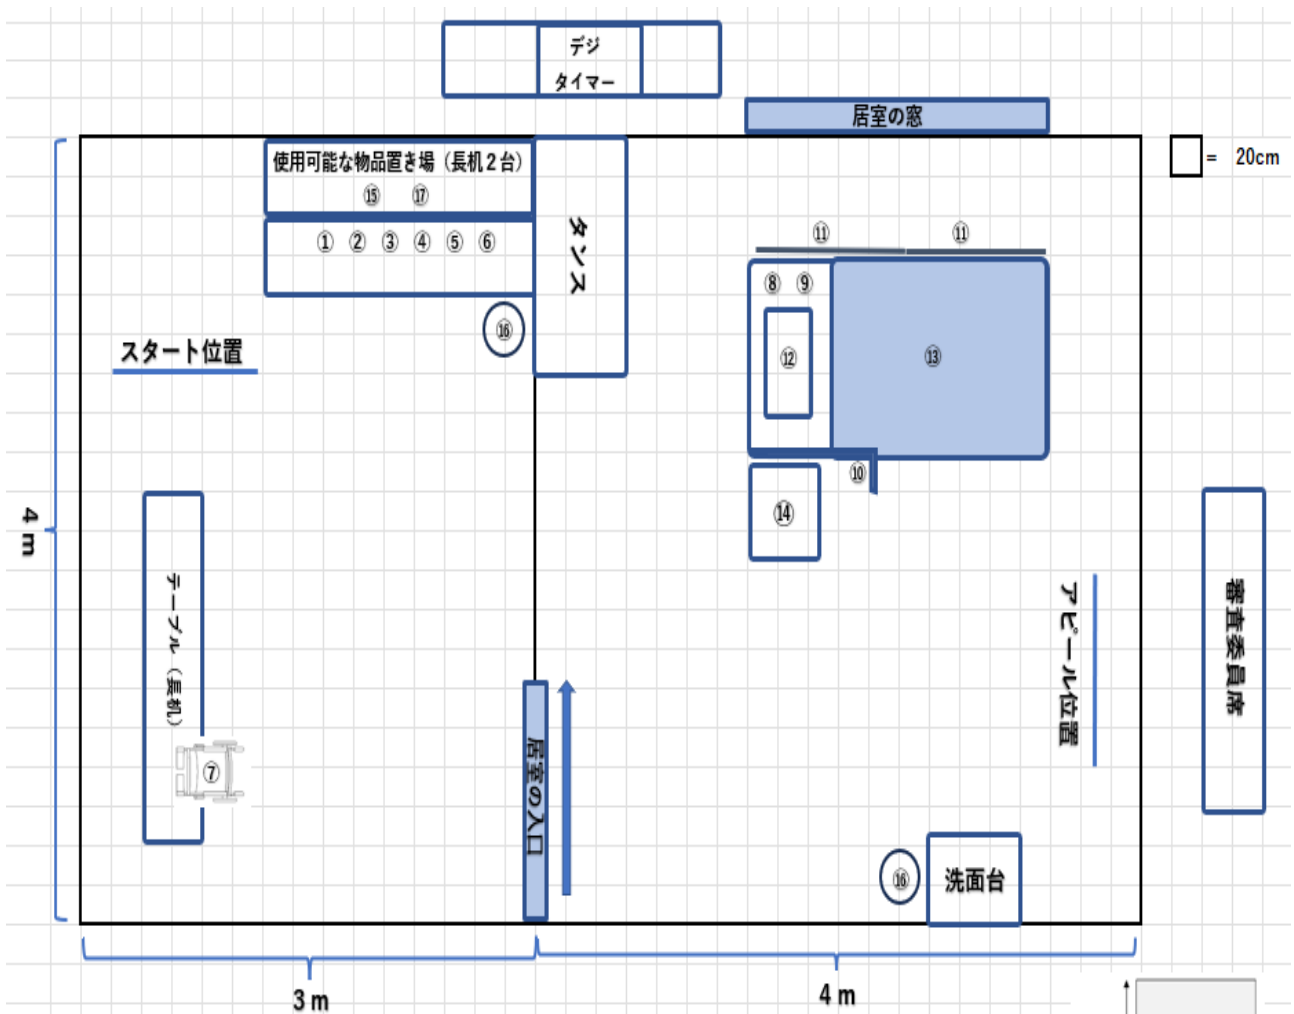 デジ
タイマー
居室の窓
= 20cm
使用可能な物品置き場（長机２台）
⑮ ⑰
① ② ③ ④ ⑤ ⑥
タンス
⑯
スタート位置
⑪ ⑪
⑧ ⑨
⑫
⑬
⑩
⑭
4 m
テーブル（長机）
⑦
居室の入口
アピール位置
審査委員席
⑯
洗面台
3 m
4 m